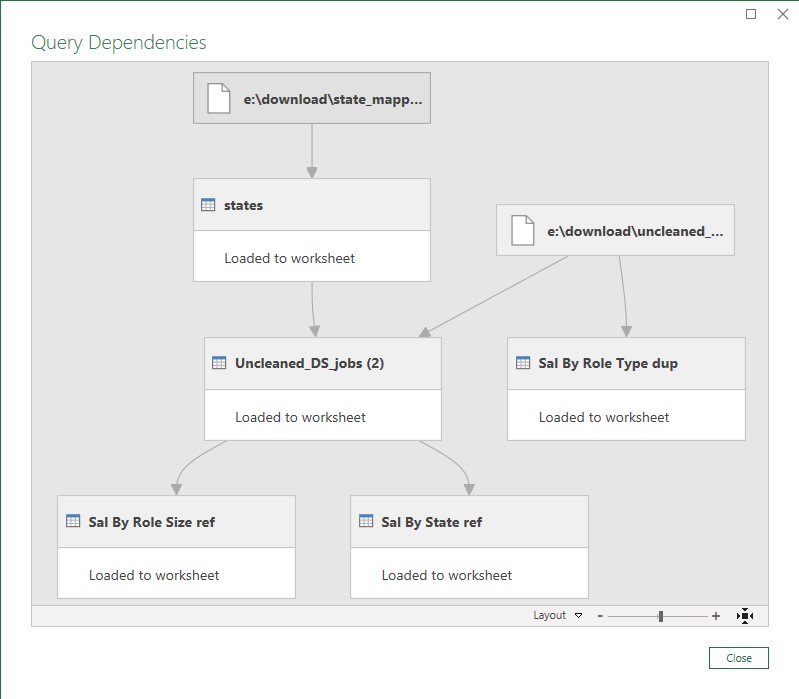 Query Dependencies
e:\download\state_mapp...
states
Loaded to worksheet
e:\download\uncleaned_...
Uncleaned_DS_jobs (2)
Loaded to worksheet
Sal By Role Type dup
Loaded to worksheet
Sal By Role Size ref
Loaded to worksheet
Sal By State ref
Loaded to worksheet
Layout
Close